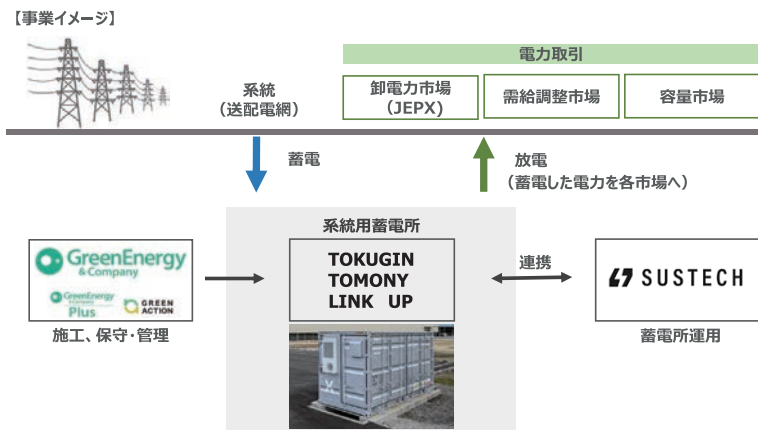 【事業イメージ】
電力取引
系統
(送配電網)
卸電力市場
(JEPX)
需給調整市場
容量市場
蓄電
放電
(蓄電した電力を各市場へ)
系統用蓄電所
GreenEnergy
& Company
GreenEnergy
& Company
Plus
GREEN
ACTION
施工、保守・管理
TOKUGIN
TOMONY
LINK UP
連携
SUSTECH
蓄電所運用